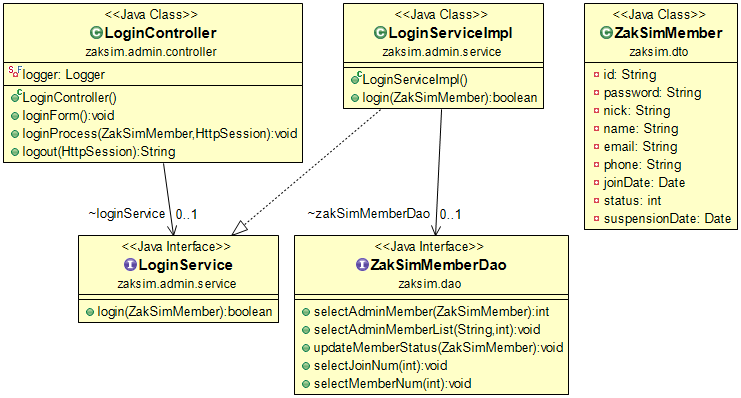 <<Java Class>>
LoginController
zaksim.admin.controller
logger: Logger
LoginController()
loginForm():void
loginProcess(ZakSimMember,HttpSession):void
logout(HttpSession):String
<<Java Class>>
LoginServiceImpl
zaksim.admin.service
LoginServiceImpl()
login(ZakSimMember):boolean
<<Java Class>>
ZakSimMember
zaksim.dto
id: String
password: String
nick: String
name: String
email: String
phone: String
joinDate: Date
status: int
suspensionDate: Date
~loginService 0..1
~zakSimMemberDao 0..1
<<Java Interface>>
LoginService
zaksim.admin.service
login(ZakSimMember):boolean
<<Java Interface>>
ZakSimMemberDao
zaksim.dao
selectAdminMember(ZakSimMember):int
selectAdminMemberList(String,int):void
updateMemberStatus(ZakSimMember):void
selectJoinNum(int):void
selectMemberNum(int):void